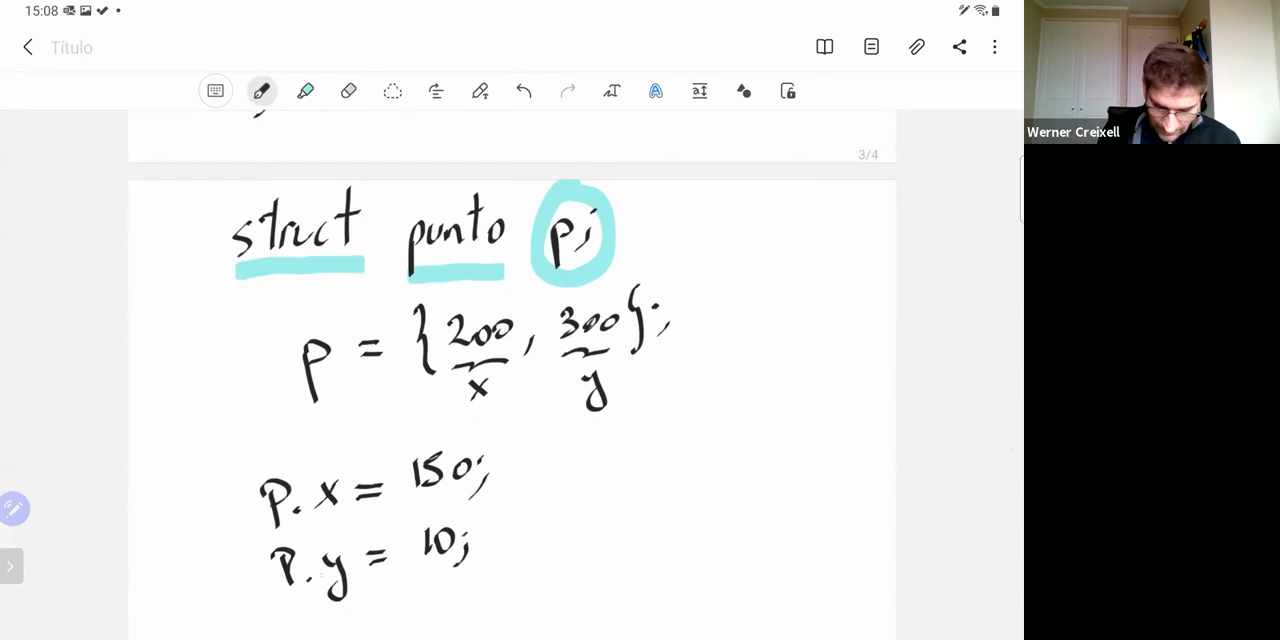 15:08
Título
Werner Creixell
3/4
struct punto p;
p = {200, 300};
x y
p.x = 150;
p.y = 10;